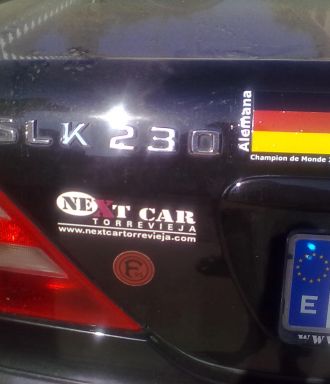 SLK 230
Alemana
Champion de Monde
NEXT CAR
TORREVIEJA
www.nextcartorrevieja.com
F
E